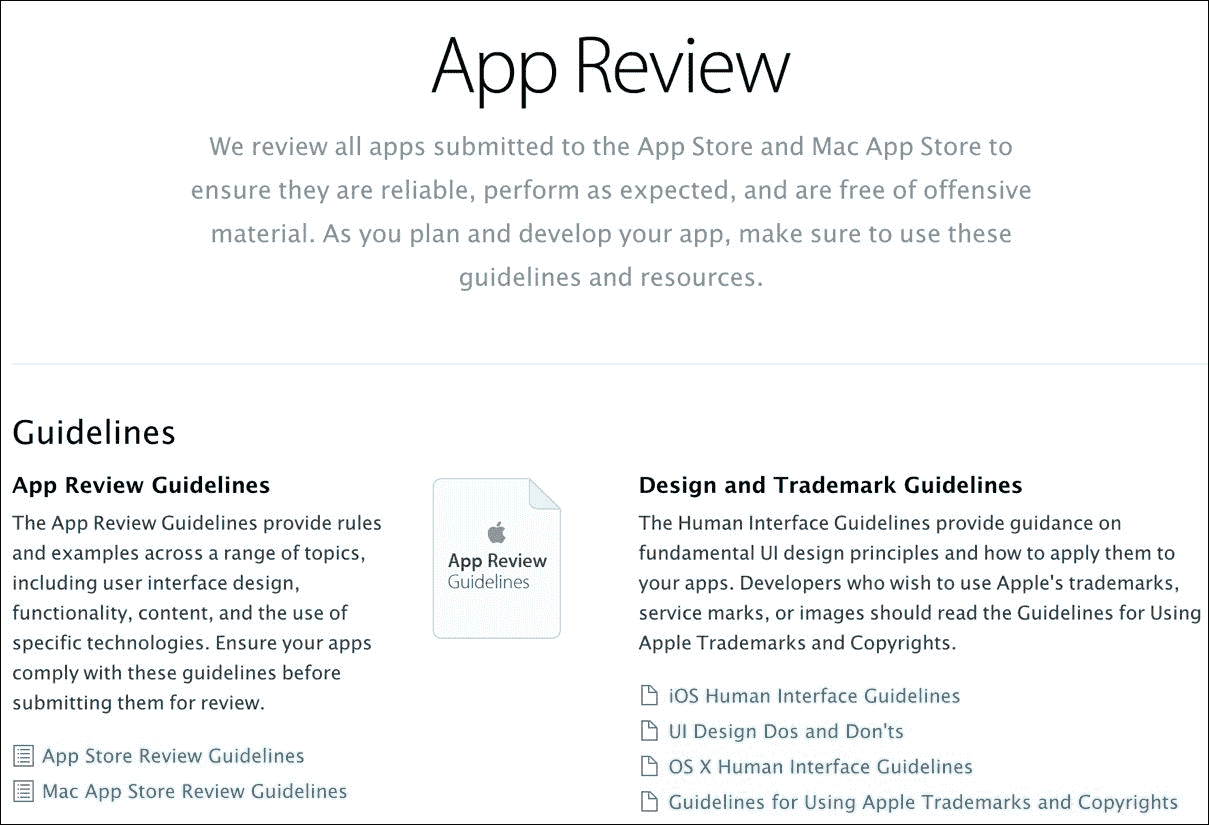 App Review
We review all apps submitted to the App Store and Mac App Store to
ensure they are reliable, perform as expected, and are free of offensive
material. As you plan and develop your app, make sure to use these
guidelines and resources.
Guidelines
App Review Guidelines
The App Review Guidelines provide rules
and examples across a range of topics,
including user interface design,
functionality, content, and the use of
specific technologies. Ensure your apps
comply with these guidelines before
submitting them for review.
App Store Review Guidelines
Mac App Store Review Guidelines
App Review
Guidelines
Design and Trademark Guidelines
The Human Interface Guidelines provide guidance on
fundamental UI design principles and how to apply them to
your apps. Developers who wish to use Apple's trademarks,
service marks, or images should read the Guidelines for Using
Apple Trademarks and Copyrights.
iOS Human Interface Guidelines
UI Design Dos and Don'ts
OS X Human Interface Guidelines
Guidelines for Using Apple Trademarks and Copyrights